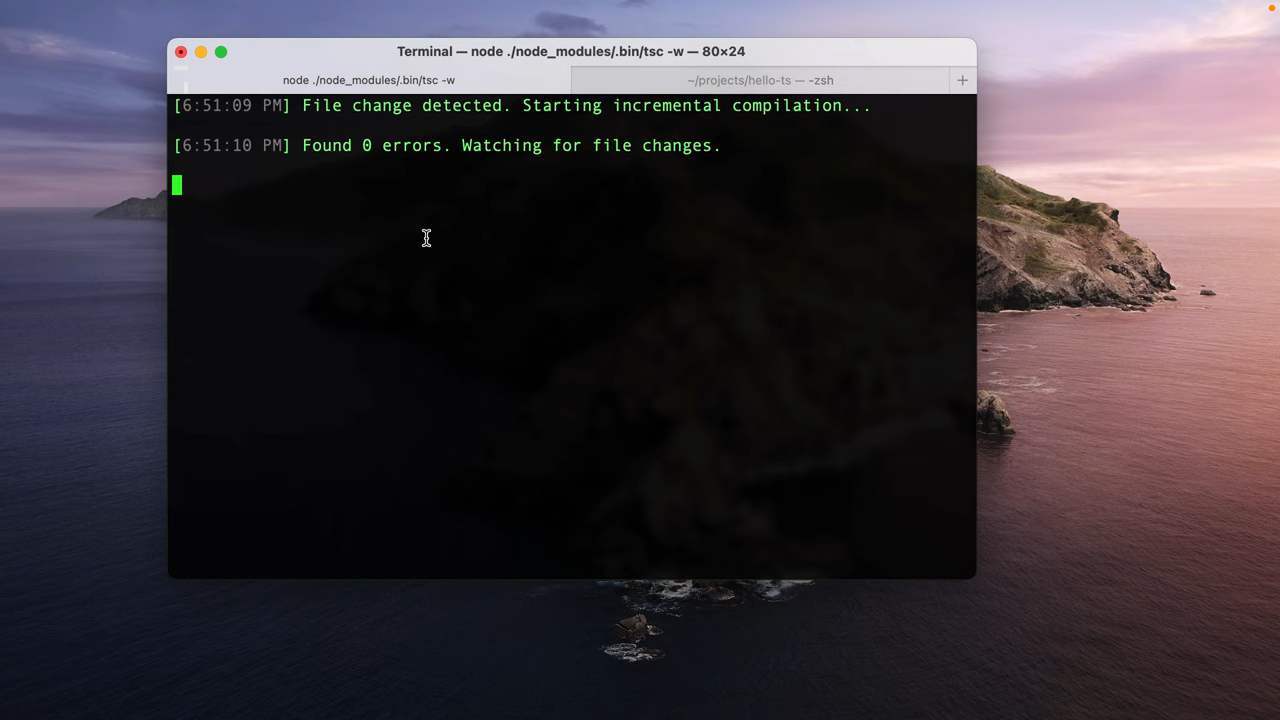 Terminal — node ./node_modules/.bin/tsc -w — 80×24
node ./node_modules/.bin/tsc -w
~/projects/hello-ts — -zsh
+
[6:51:09 PM] File change detected. Starting incremental compilation...
[6:51:10 PM] Found 0 errors. Watching for file changes.